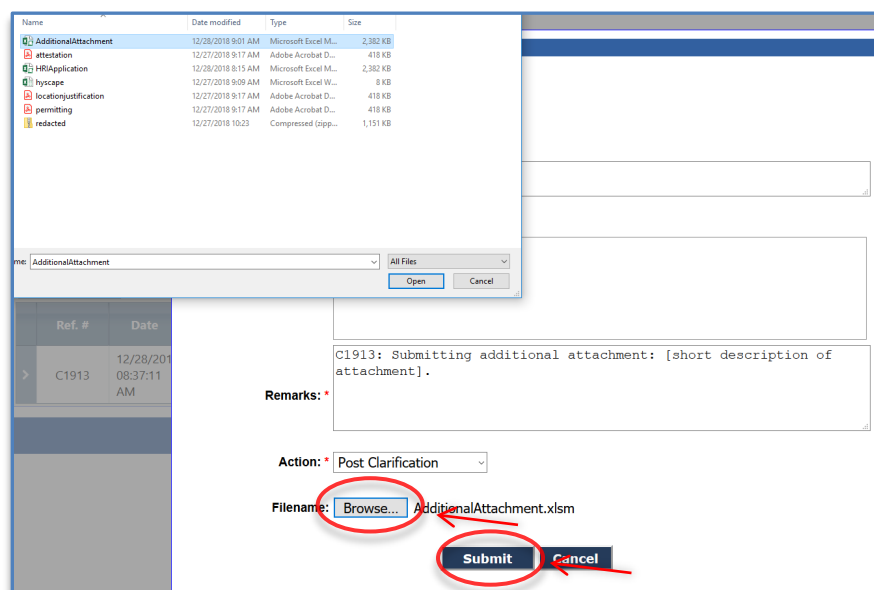 Name Date modified Type Size
AdditionalAttachment 12/28/2018 9:01 AM Microsoft Excel M... 2,382 KB
attestation 12/27/2018 9:17 AM Adobe Acrobat D... 418 KB
HRIApplication 12/28/2018 8:15 AM Microsoft Excel M... 2,382 KB
hyscape 12/27/2018 9:09 AM Microsoft Excel W... 8 KB
locationjustification 12/27/2018 9:17 AM Adobe Acrobat D... 418 KB
permitting 12/27/2018 9:17 AM Adobe Acrobat D... 418 KB
redacted 12/27/2018 10:23 Compressed (zipp... 1,151 KB
me: AdditionalAttachment All Files
Open Cancel
Ref. # Date
C1913 12/28/201
08:37:11
AM
C1913: Submitting additional attachment: [short description of
attachment].
Remarks: *
Action: * Post Clarification
Filename: Browse... AdditionalAttachment.xlsm
Submit Cancel